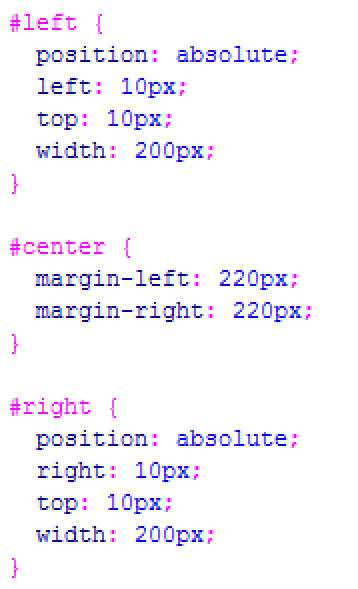 #left {
  position: absolute;
  left: 10px;
  top: 10px;
  width: 200px;
}

#center {
  margin-left: 220px;
  margin-right: 220px;
}

#right {
  position: absolute;
  right: 10px;
  top: 10px;
  width: 200px;
}